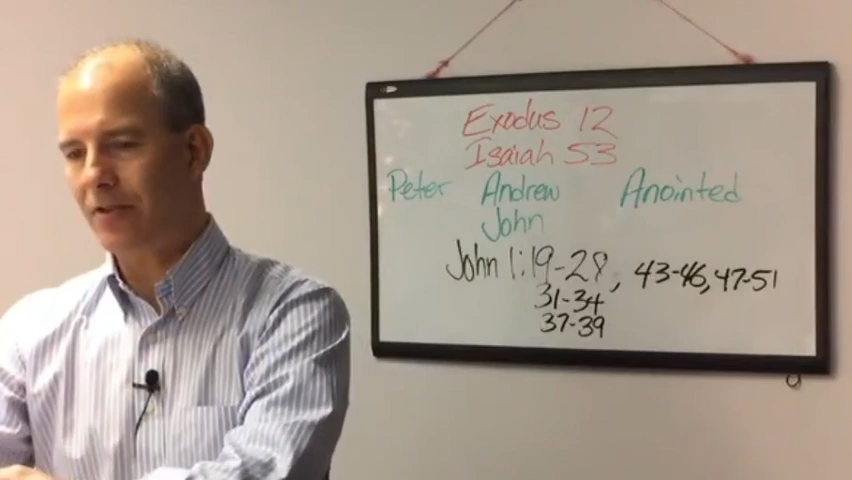 Exodus 12
Isaiah 53
Peter Andrew Anointed
John
John 1:19-28, 43-46, 47-51
31-34
37-39